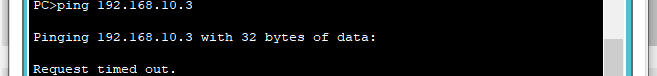 PC>ping 192.168.10.3
Pinging 192.168.10.3 with 32 bytes of data:
Request timed out.